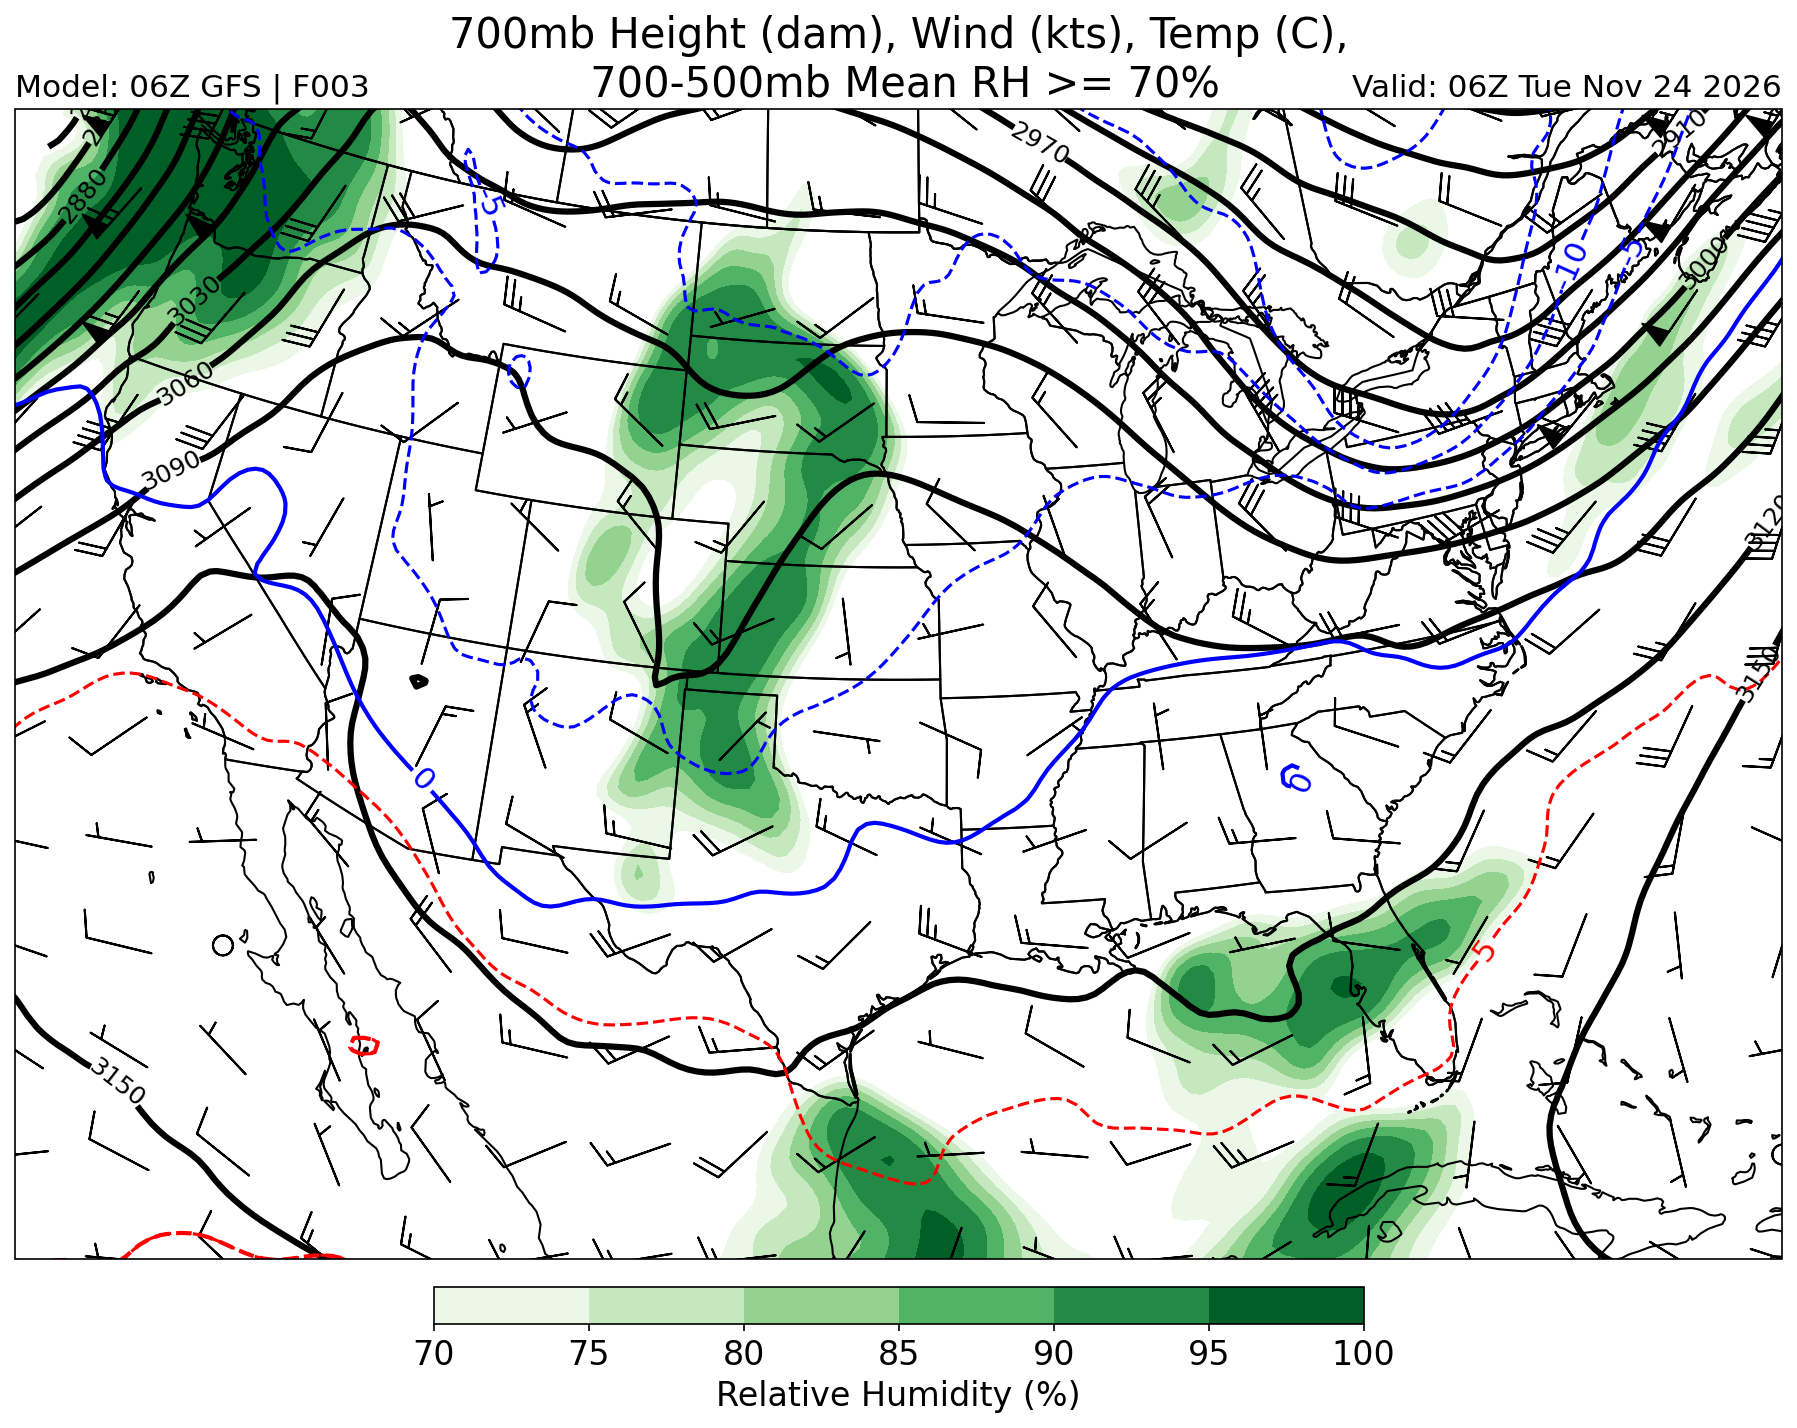 700mb Height (dam), Wind (kts), Temp (C),
700-500mb Mean RH >= 70%
Model: 06Z GFS | F003
Valid: 06Z Tue Nov 24 2026
2880
2970
2910
3000
3030
3060
3090
3120
3150
3150
-5
-10
-5
0
0
5
70 75 80 85 90 95 100
Relative Humidity (%)